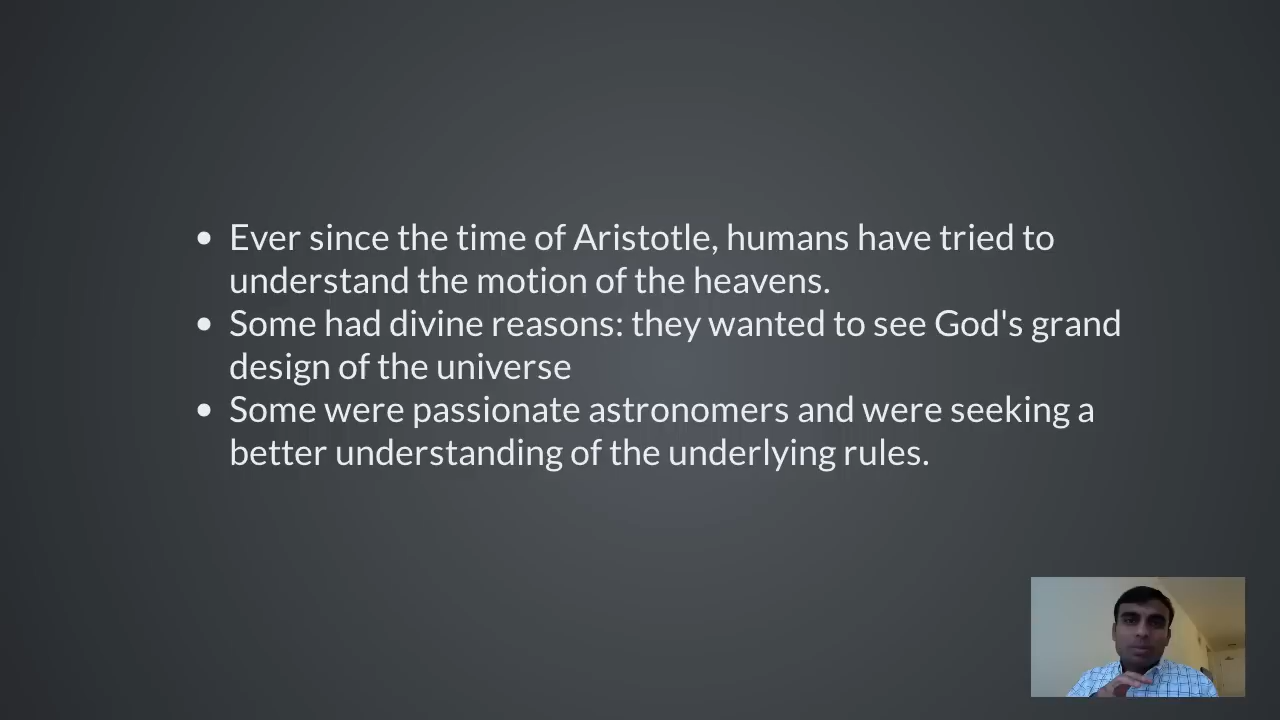 • Ever since the time of Aristotle, humans have tried to
understand the motion of the heavens.
• Some had divine reasons: they wanted to see God's grand
design of the universe
• Some were passionate astronomers and were seeking a
better understanding of the underlying rules.